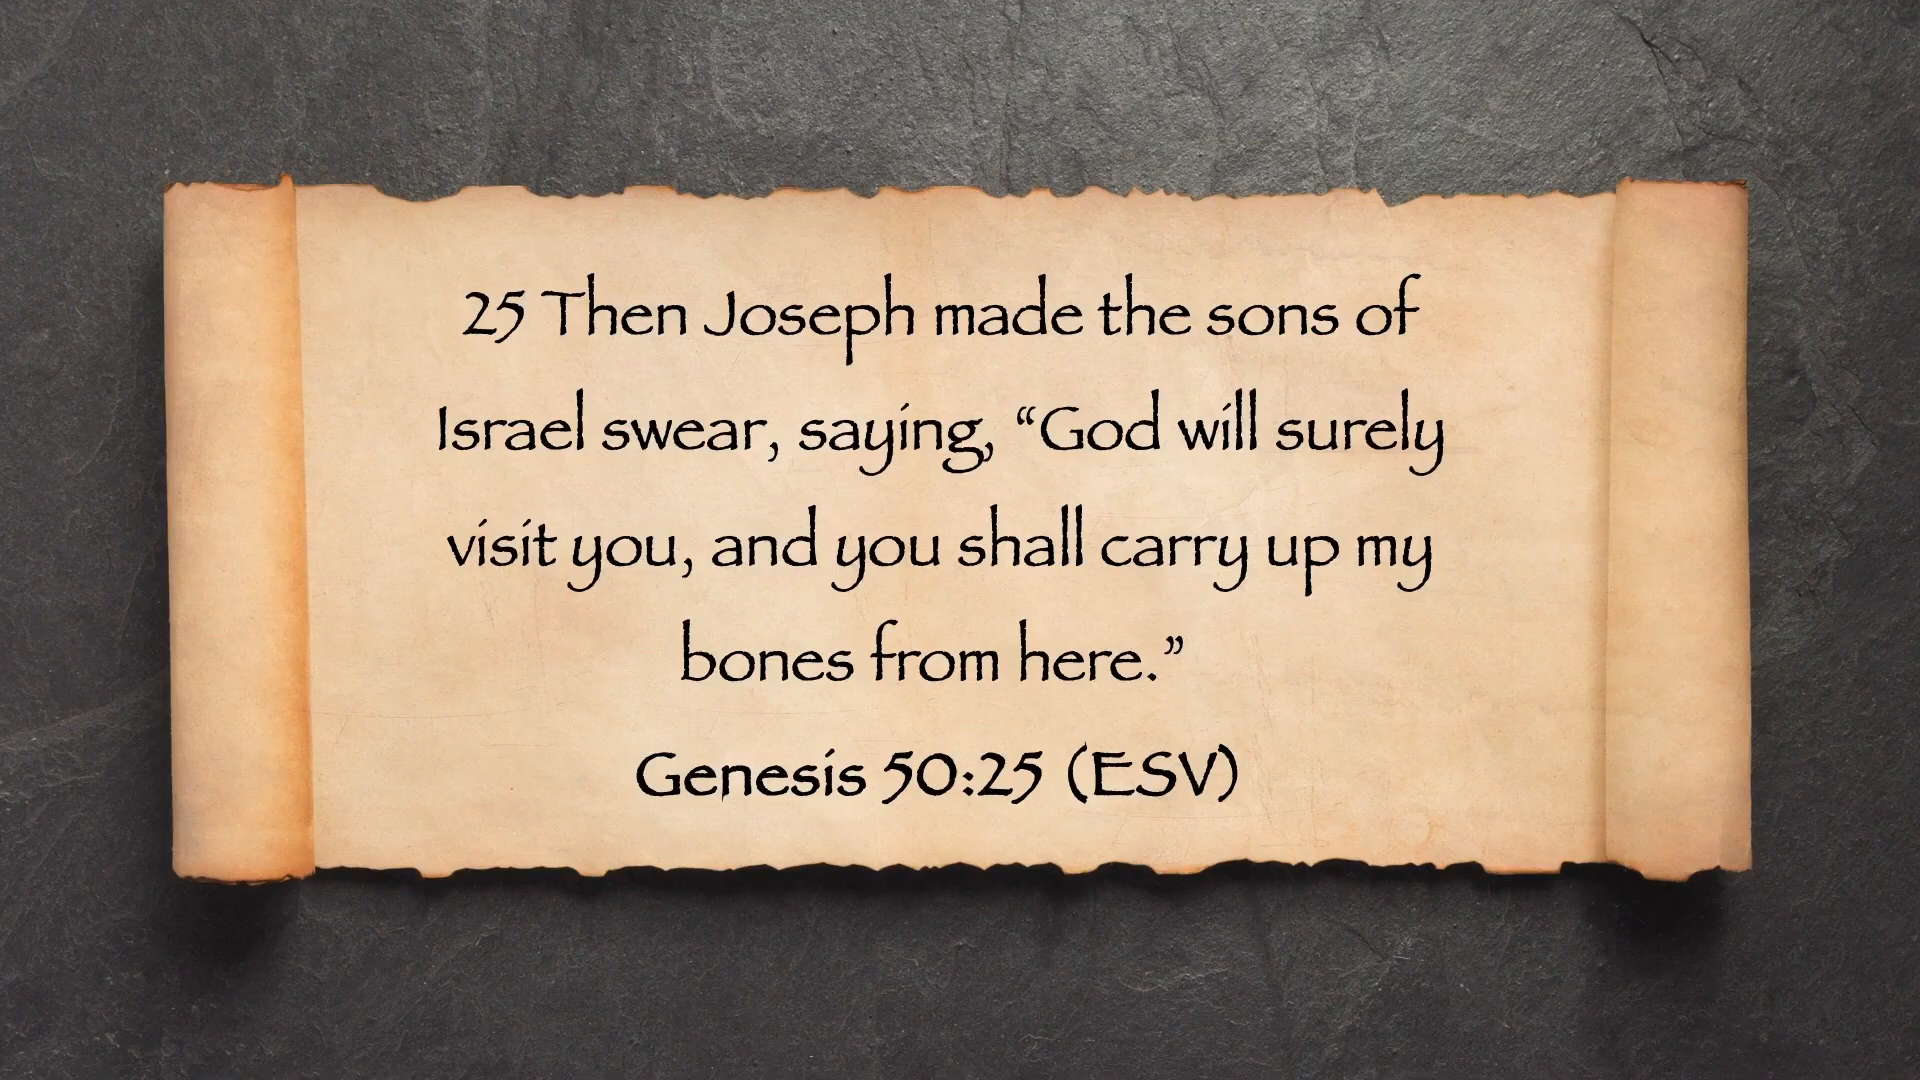 25 Then Joseph made the sons of
Israel swear, saying, “God will surely
visit you, and you shall carry up my
bones from here.”
Genesis 50:25 (ESV)